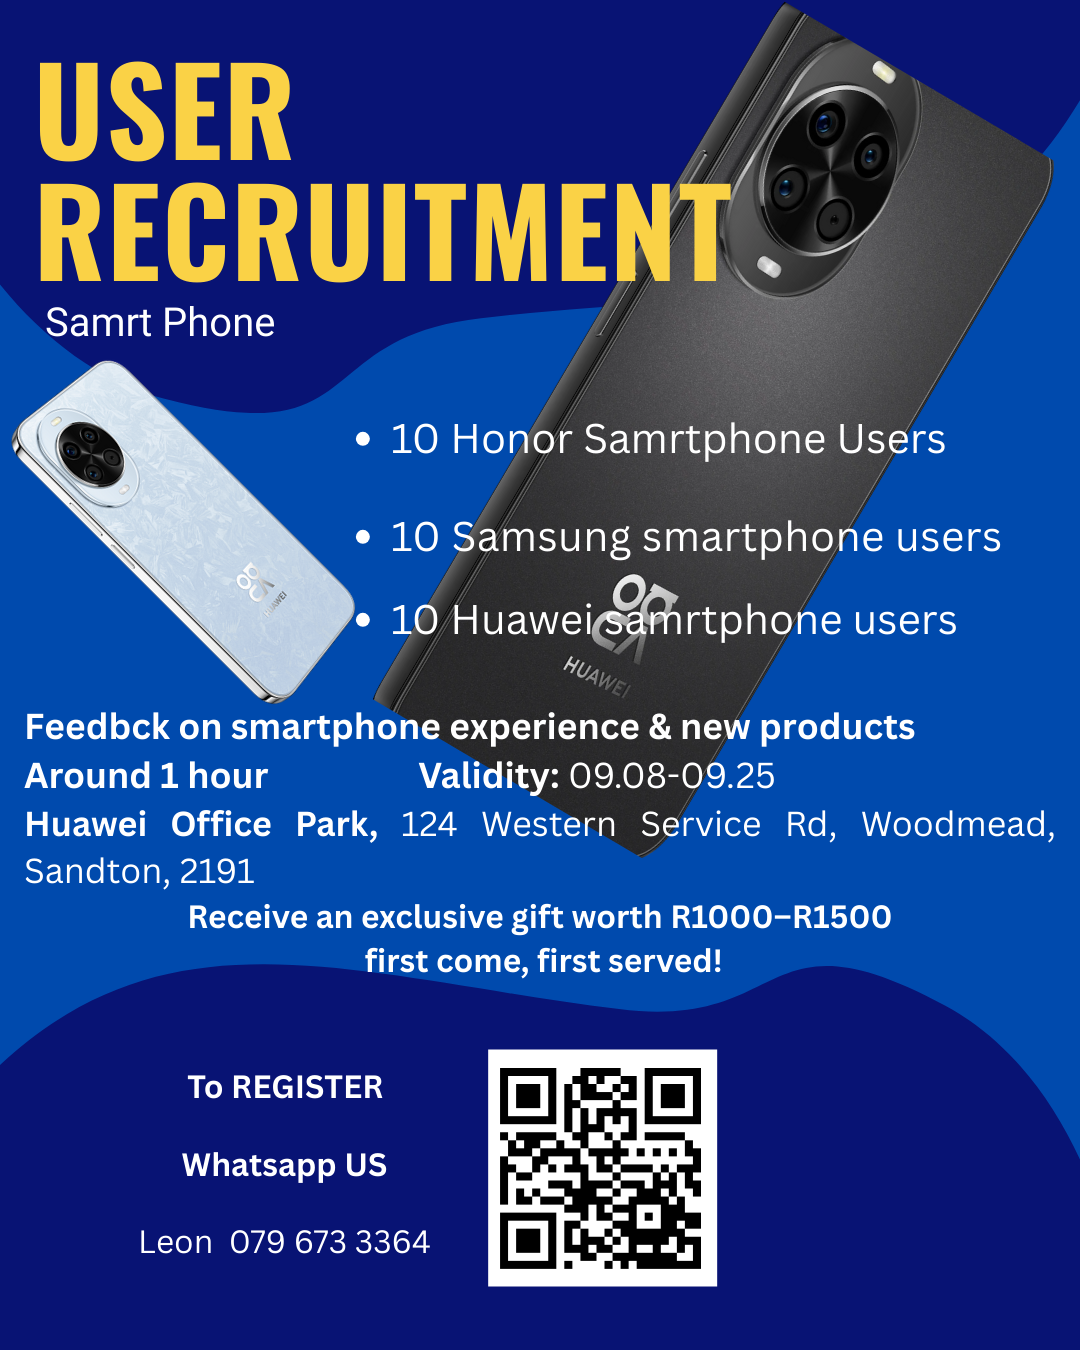 USER
RECRUITMENT
Samrt Phone
• 10 Honor Samrtphone Users
• 10 Samsung smartphone users
• 10 Huawei samrtphone users
HUAWEI
HUAWEI
Feedbck on smartphone experience & new products
Around 1 hour Validity: 09.08-09.25
Huawei Office Park, 124 Western Service Rd, Woodmead,
Sandton, 2191
Receive an exclusive gift worth R1000–R1500
first come, first served!
To REGISTER
Whatsapp US
Leon 079 673 3364